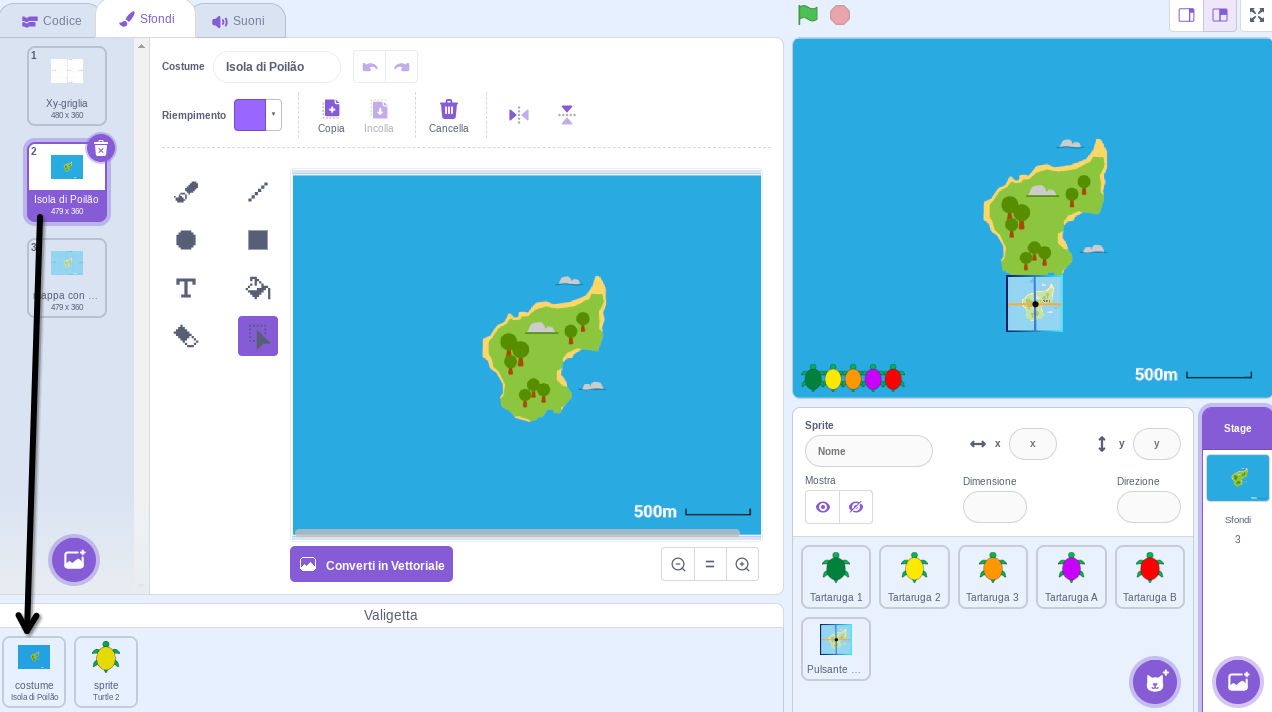 Codice
Sfondi
Suoni
1
Xy-griglia
480 x 360
2
Isola di Poilão
479 x 360
3
appa con ...
479 x 360
Costume
Isola di Poilão
Riempimento
Copia
Incolla
Cancella
T
500m
Converti in Vettoriale
=
Valigetta
costume
Isola di Poilão
sprite
Turtle 2
500m
Sprite
Nome
x
x
y
y
Mostra
Dimensione
Direzione
Tartaruga 1
Tartaruga 2
Tartaruga 3
Tartaruga A
Tartaruga B
Pulsante ...
Stage
Sfondi
3